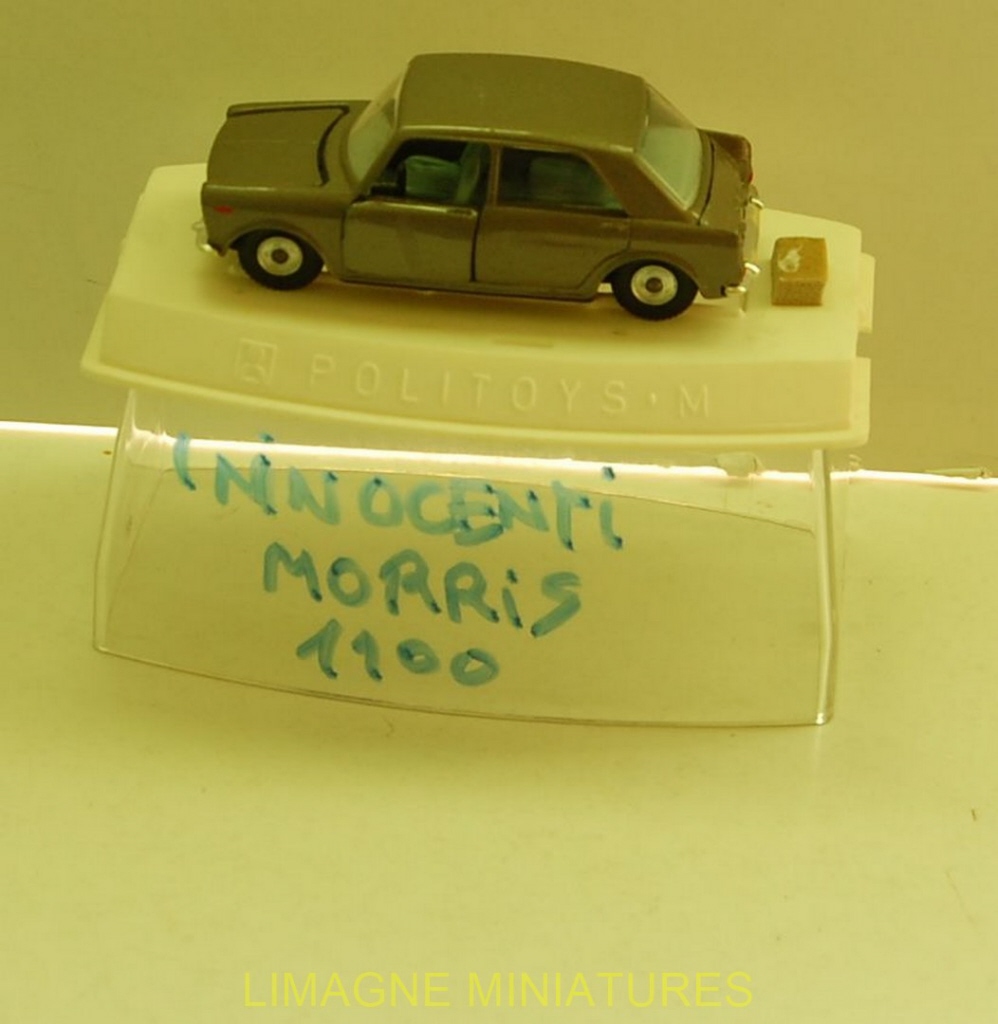 POLITOYS·M
INNOCENTI
MORRiS
1100
LIMAGNE MINIATURES